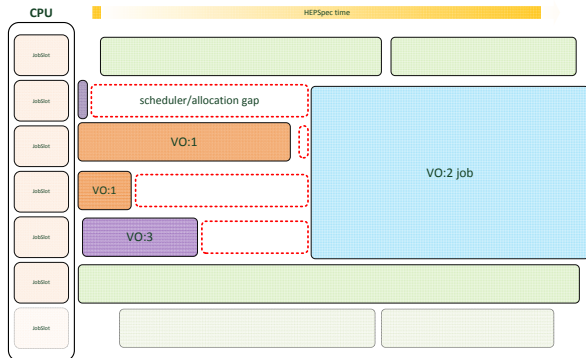 CPU
HEPSpec time
JobSlot
JobSlot
scheduler/allocation gap
JobSlot
VO:1
VO:2 job
JobSlot
VO:1
JobSlot
VO:3
JobSlot
JobSlot